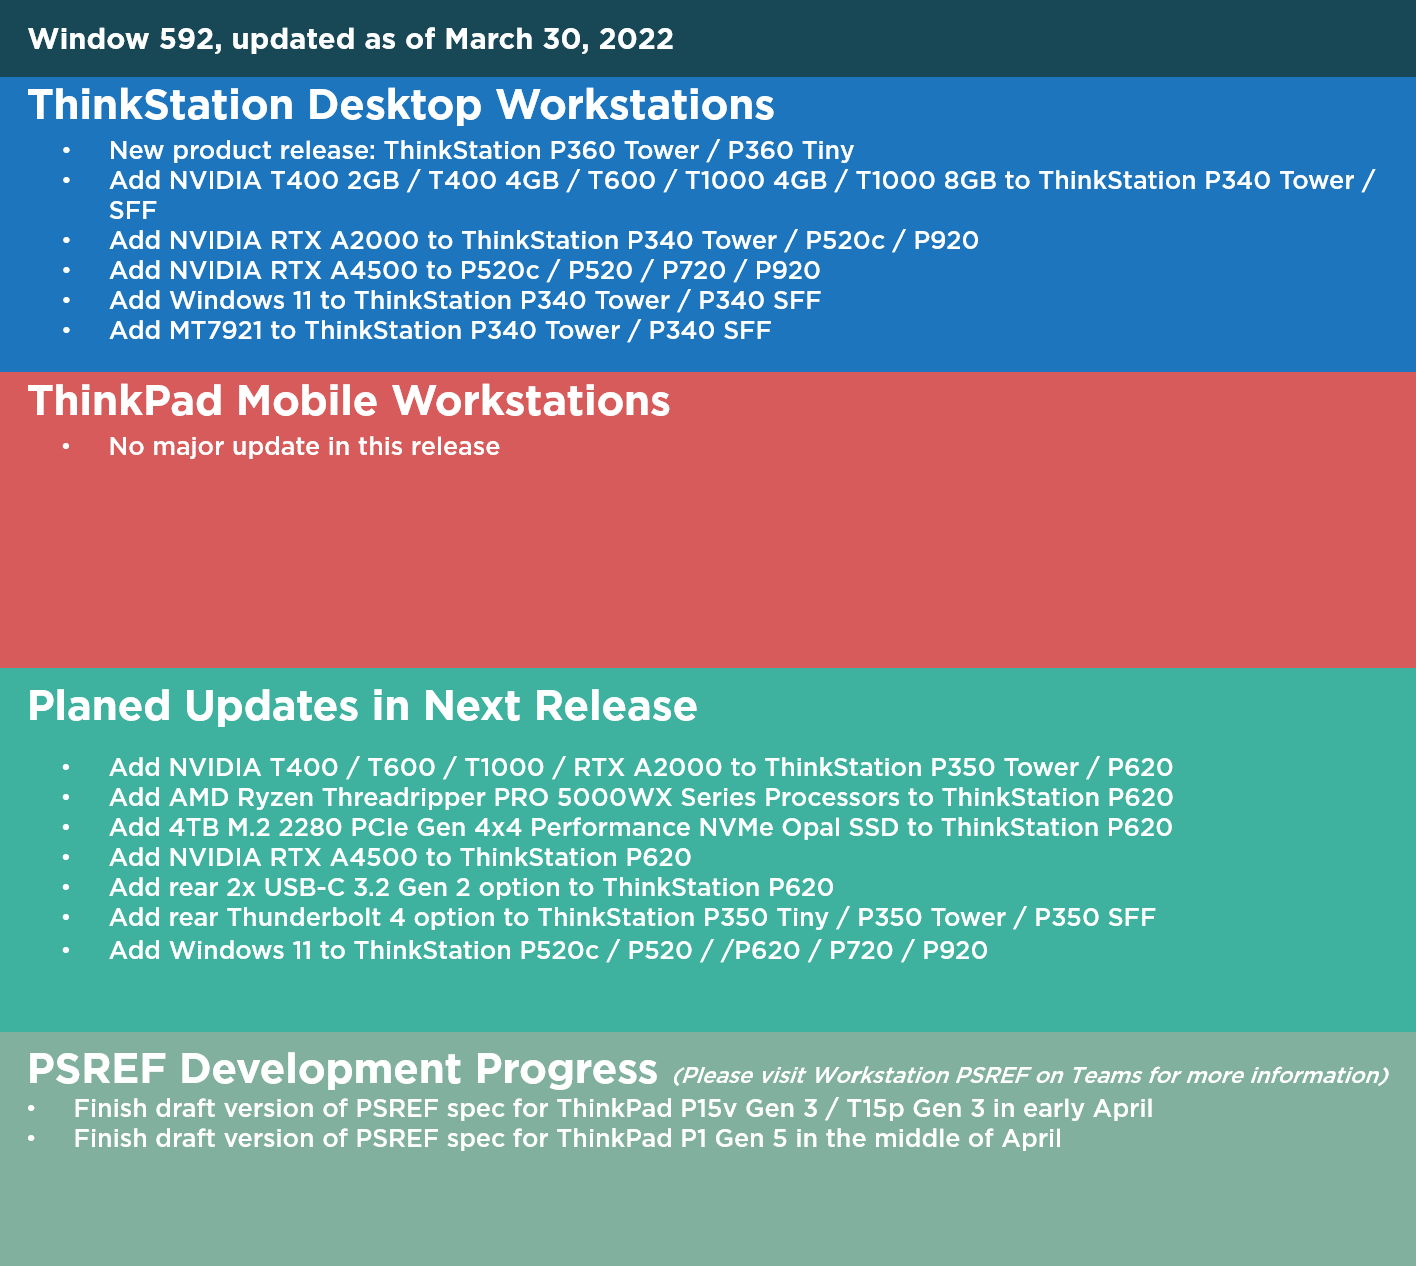 Window 592, updated as of March 30, 2022
ThinkStation Desktop Workstations
• New product release: ThinkStation P360 Tower / P360 Tiny
• Add NVIDIA T400 2GB / T400 4GB / T600 / T1000 4GB / T1000 8GB to ThinkStation P340 Tower /
SFF
• Add NVIDIA RTX A2000 to ThinkStation P340 Tower / P520c / P920
• Add NVIDIA RTX A4500 to P520c / P520 / P720 / P920
• Add Windows 11 to ThinkStation P340 Tower / P340 SFF
• Add MT7921 to ThinkStation P340 Tower / P340 SFF
ThinkPad Mobile Workstations
• No major update in this release
Planed Updates in Next Release
• Add NVIDIA T400 / T600 / T1000 / RTX A2000 to ThinkStation P350 Tower / P620
• Add AMD Ryzen Threadripper PRO 5000WX Series Processors to ThinkStation P620
• Add 4TB M.2 2280 PCIe Gen 4x4 Performance NVMe Opal SSD to ThinkStation P620
• Add NVIDIA RTX A4500 to ThinkStation P620
• Add rear 2x USB-C 3.2 Gen 2 option to ThinkStation P620
• Add rear Thunderbolt 4 option to ThinkStation P350 Tiny / P350 Tower / P350 SFF
• Add Windows 11 to ThinkStation P520c / P520 / /P620 / P720 / P920
PSREF Development Progress (Please visit Workstation PSREF on Teams for more information)
• Finish draft version of PSREF spec for ThinkPad P15v Gen 3 / T15p Gen 3 in early April
• Finish draft version of PSREF spec for ThinkPad P1 Gen 5 in the middle of April